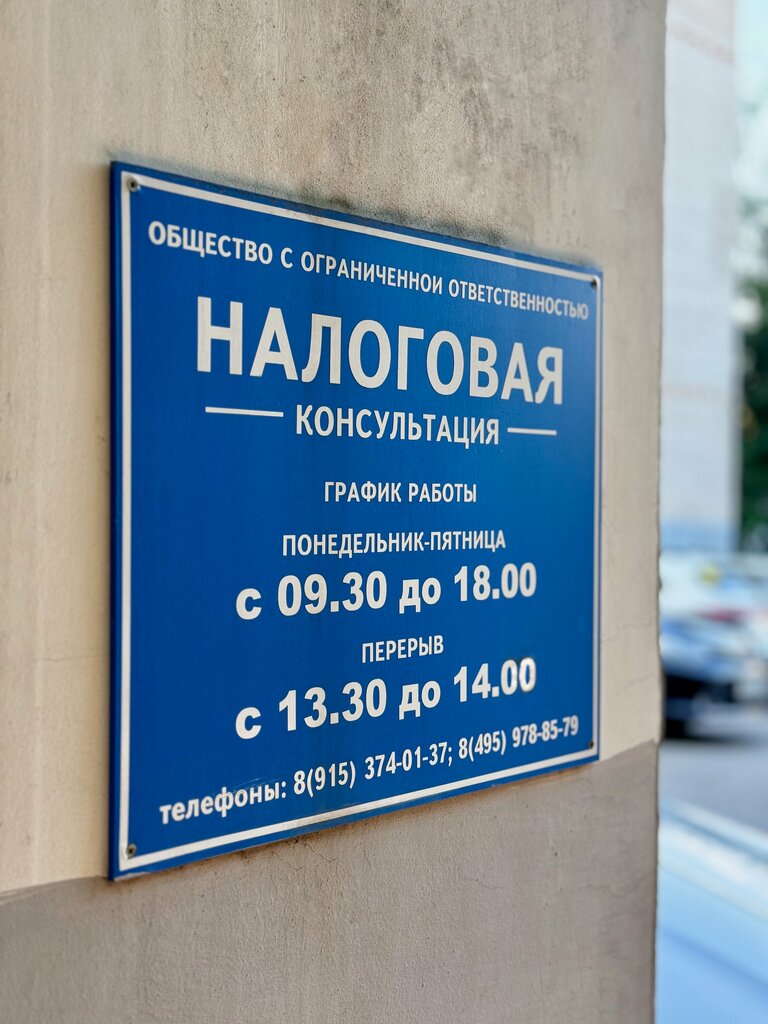 ОБЩЕСТВО С ОГРАНИЧЕННОЙ ОТВЕТСТВЕННОСТЬЮ
НАЛОГОВАЯ
КОНСУЛЬТАЦИЯ
ГРАФИК РАБОТЫ
ПОНЕДЕЛЬНИК-ПЯТНИЦА
с 09.30 до 18.00
ПЕРЕРЫВ
с 13.30 до 14.00
телефоны: 8(915) 374-01-37; 8(495) 978-85-79